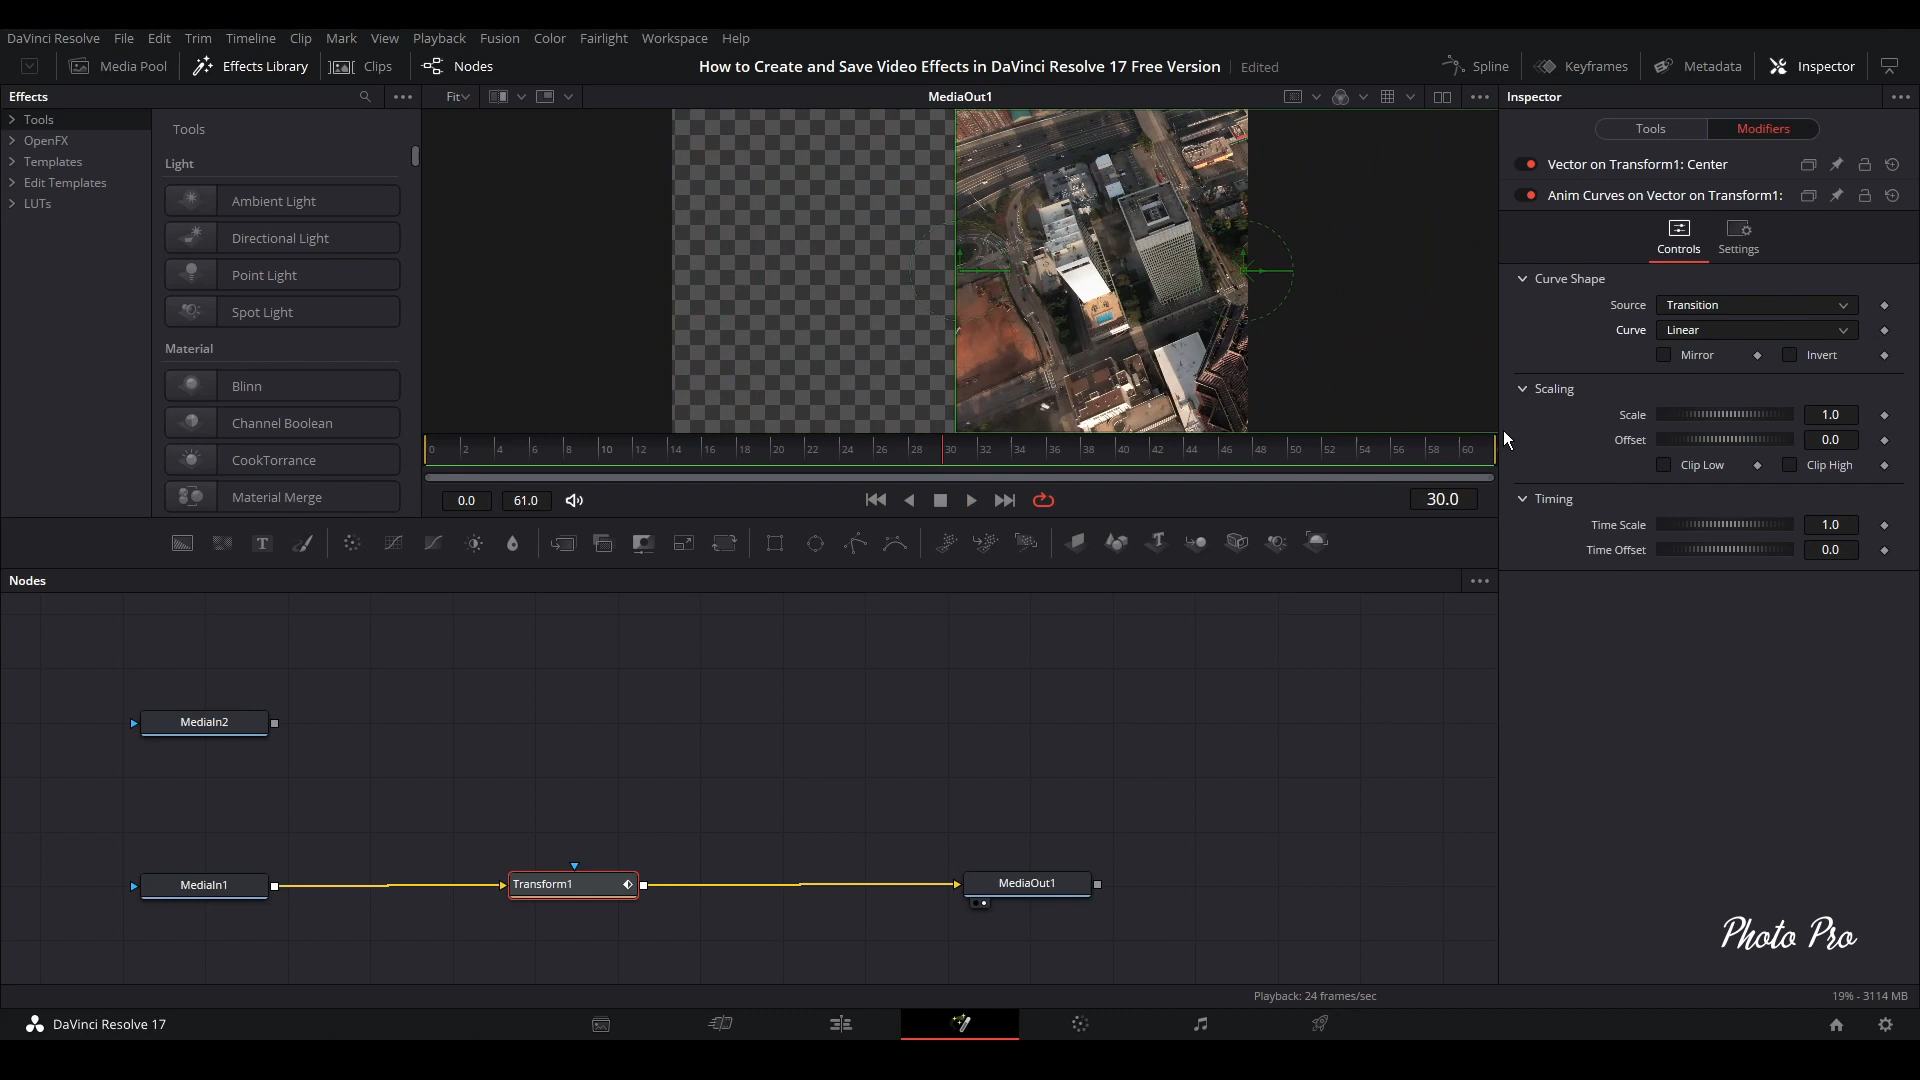 DaVinci Resolve File Edit Trim Timeline Clip Mark View Playback Fusion Color Fairlight Workspace Help
Media Pool Effects Library Clips Nodes How to Create and Save Video Effects in DaVinci Resolve 17 Free Version Edited Spline Keyframes Metadata Inspector
Effects Fit MediaOut1 Inspector
Tools
OpenFX
Templates
Edit Templates
LUTs
Tools
Light
Ambient Light
Directional Light
Point Light
Spot Light
Material
Blinn
Channel Boolean
CookTorrance
Material Merge
0 2 4 6 8 10 12 14 16 18 20 22 24 26 28 30 32 34 36 38 40 42 44 46 48 50 52 54 56 58 60
0.0 61.0 30.0
Tools Modifiers
Vector on Transform1: Center
Anim Curves on Vector on Transform1:
Controls Settings
Curve Shape
Source Transition
Curve Linear
Mirror Invert
Scaling
Scale 1.0
Offset 0.0
Clip Low Clip High
Timing
Time Scale 1.0
Time Offset 0.0
Nodes
MediaIn2
MediaIn1 Transform1 MediaOut1
Photo Pro
Playback: 24 frames/sec 19% - 3114 MB
DaVinci Resolve 17